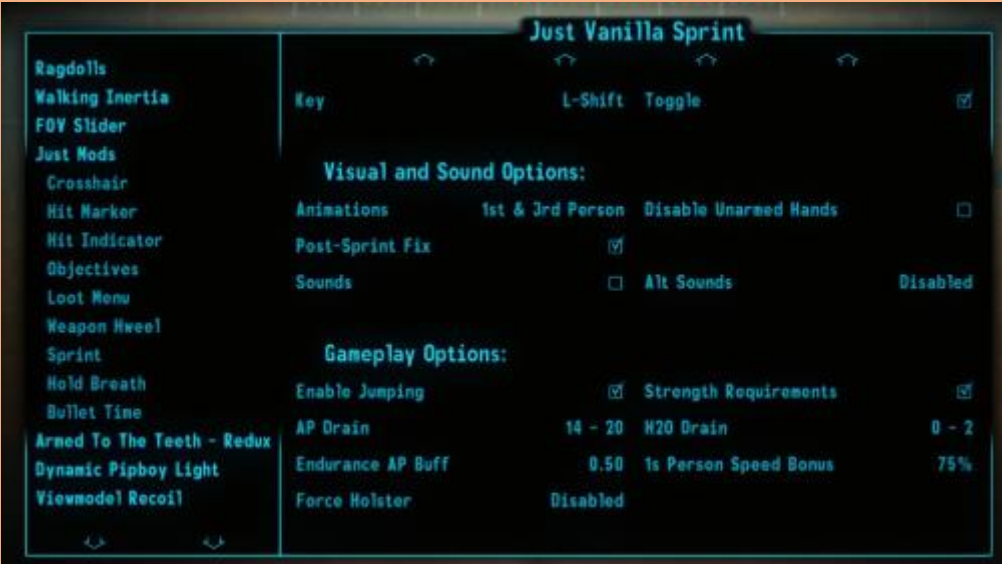 Just Vanilla Sprint
Ragdolls
Walking Inertia
FOV Slider
Just Mods
Crosshair
Hit Marker
Hit Indicator
Objectives
Loot Menu
Weapon Hweel
Sprint
Hold Breath
Bullet Time
Armed To The Teeth - Redux
Dynamic Pipboy Light
Viewmodel Recoil
Key L-Shift Toggle
Visual and Sound Options:
Animations 1st & 3rd Person Disable Unarmed Hands
Post-Sprint Fix
Sounds Alt Sounds Disabled
Gameplay Options:
Enable Jumping Strength Requirements
AP Drain 14 - 20 H2O Drain 0 - 2
Endurance AP Buff 0.50 1s Person Speed Bonus 75%
Force Holster Disabled